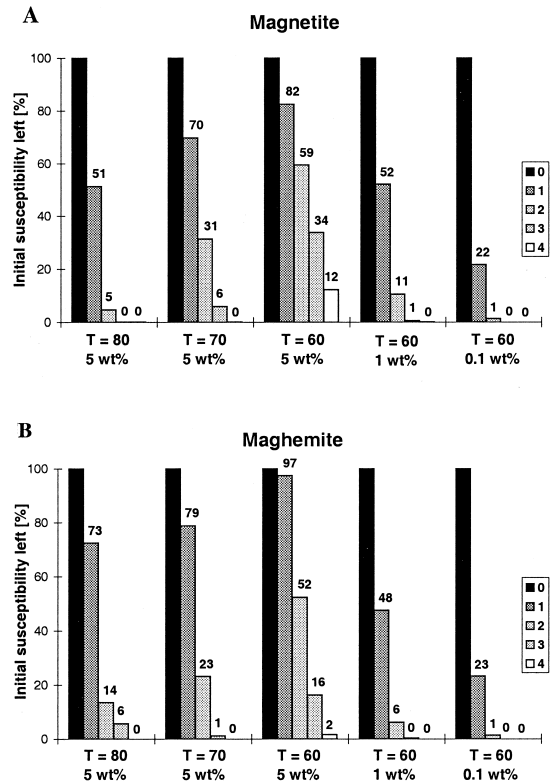 A
Magnetite
Initial susceptibility left [%]
100
80
60
40
20
0
51
5
0 0
70
31
6
0
82
59
34
12
52
11
1
0
22
1
0 0
0
1
2
3
4
T = 80
5 wt%
T = 70
5 wt%
T = 60
5 wt%
T = 60
1 wt%
T = 60
0.1 wt%
B
Maghemite
Initial susceptibility left [%]
100
80
60
40
20
0
73
14
6
0
79
23
1
0
97
52
16
2
48
6
0 0
23
1
0 0
0
1
2
3
4
T = 80
5 wt%
T = 70
5 wt%
T = 60
5 wt%
T = 60
1 wt%
T = 60
0.1 wt%